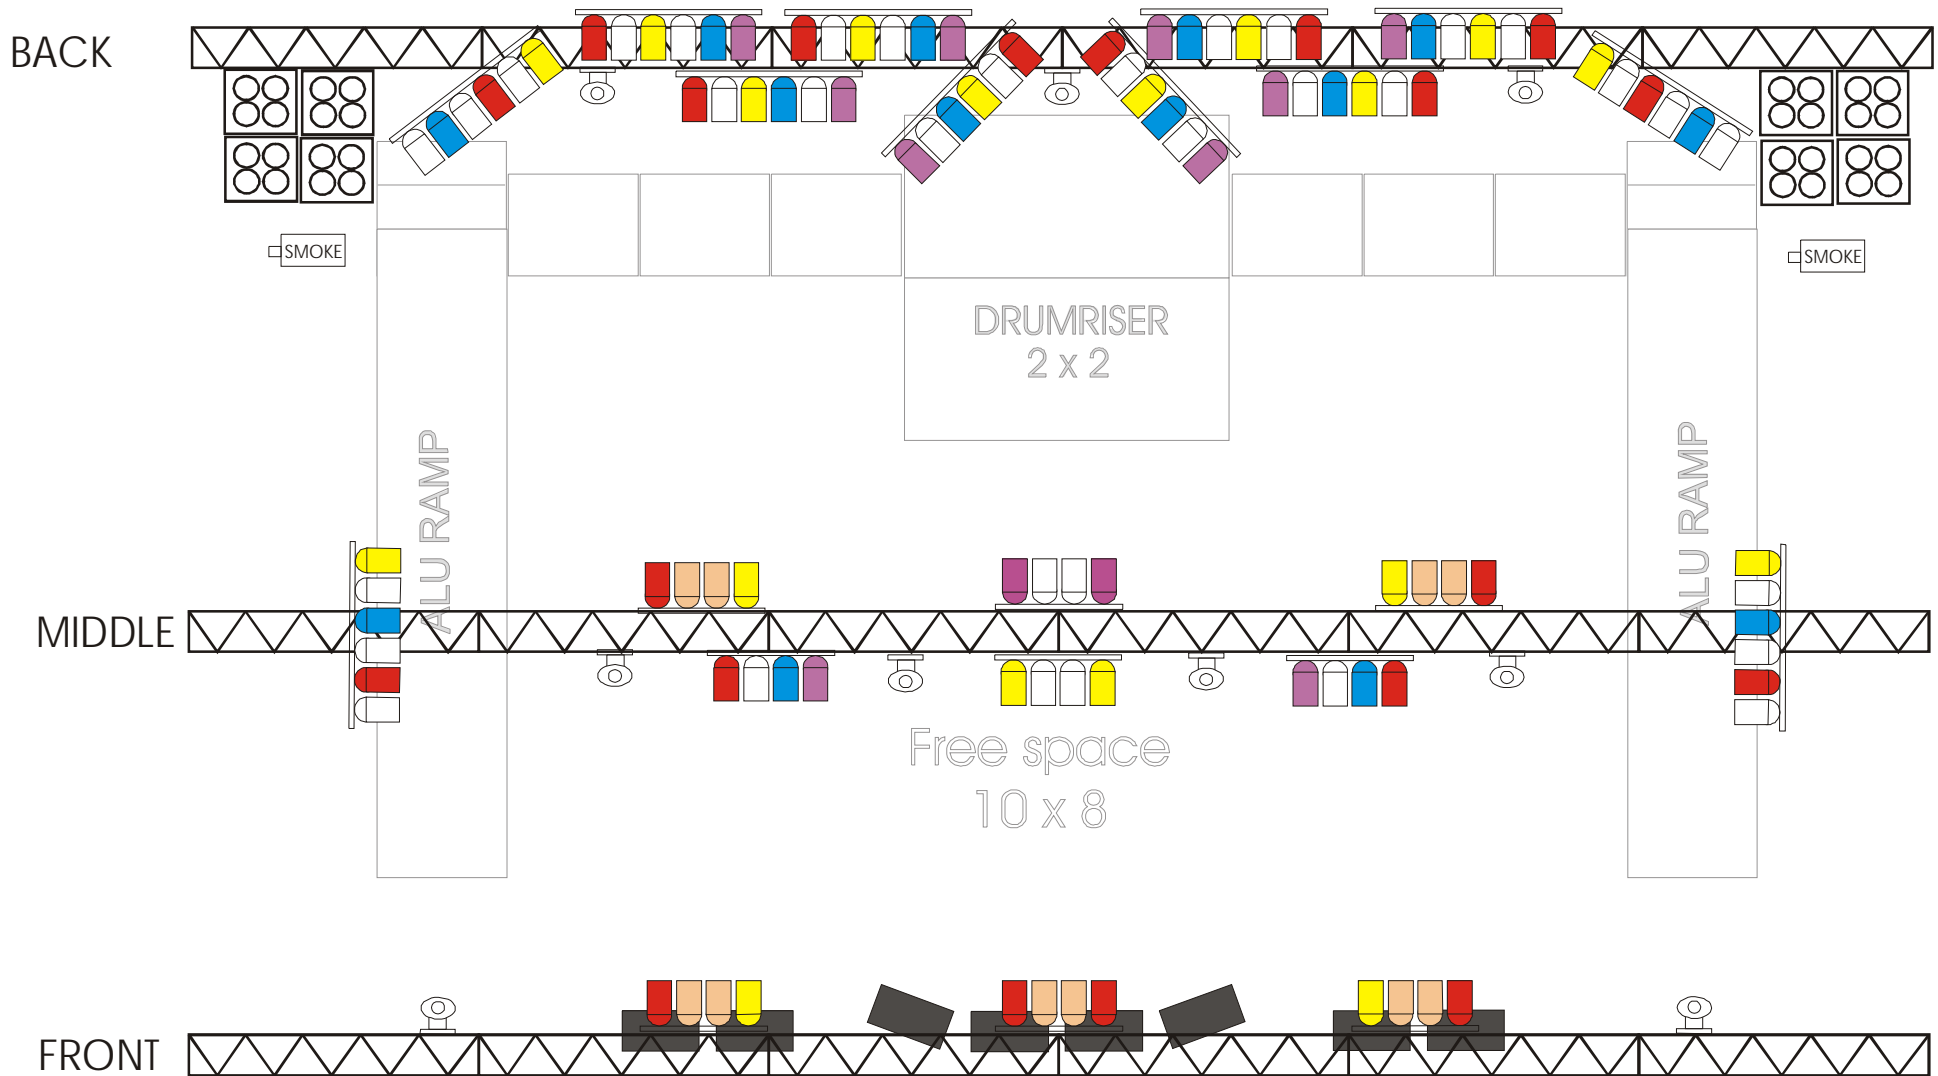 BACK
SMOKE
SMOKE
DRUMRISER
2 x 2
ALU RAMP
ALU RAMP
MIDDLE
Free space
10 x 8
FRONT